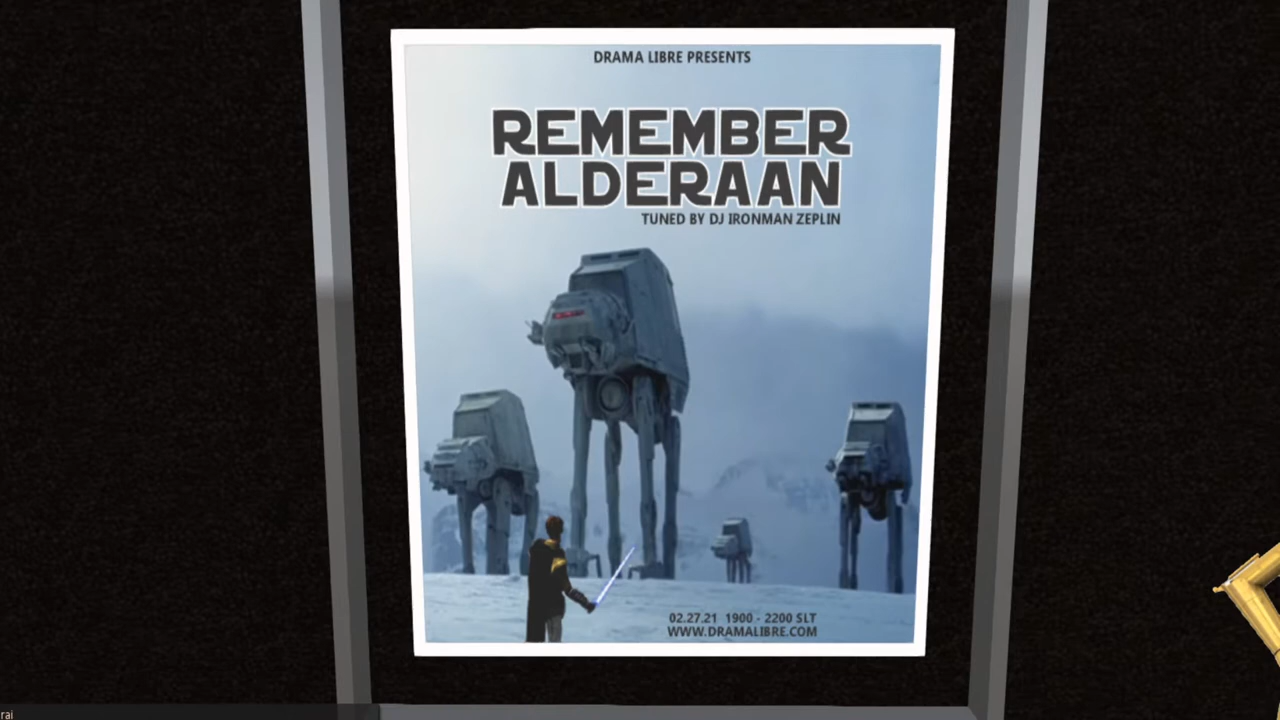 DRAMA LIBRE PRESENTS
REMEMBER
ALDERAAN
TUNED BY DJ IRONMAN ZEPLIN
02.27.21 1900 - 2200 SLT
WWW.DRAMALIBRE.COM
rai